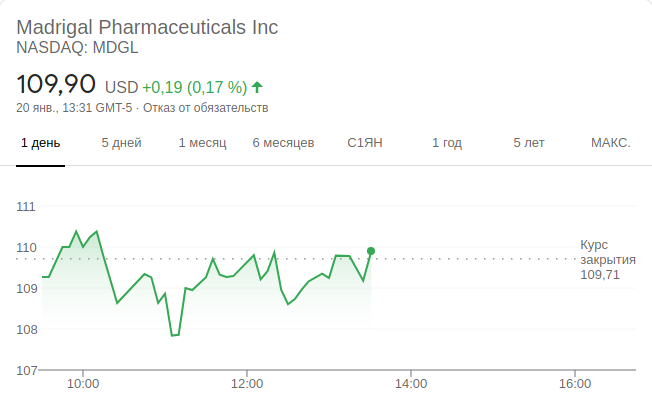 Madrigal Pharmaceuticals Inc
NASDAQ: MDGL
109,90 USD +0,19 (0,17 %)
20 янв., 13:31 GMT-5 · Отказ от обязательств
1 день 5 дней 1 месяц 6 месяцев С1ЯН 1 год 5 лет МАКС.
111
110
109
108
107
Курс
закрытия
109,71
10:00 12:00 14:00 16:00